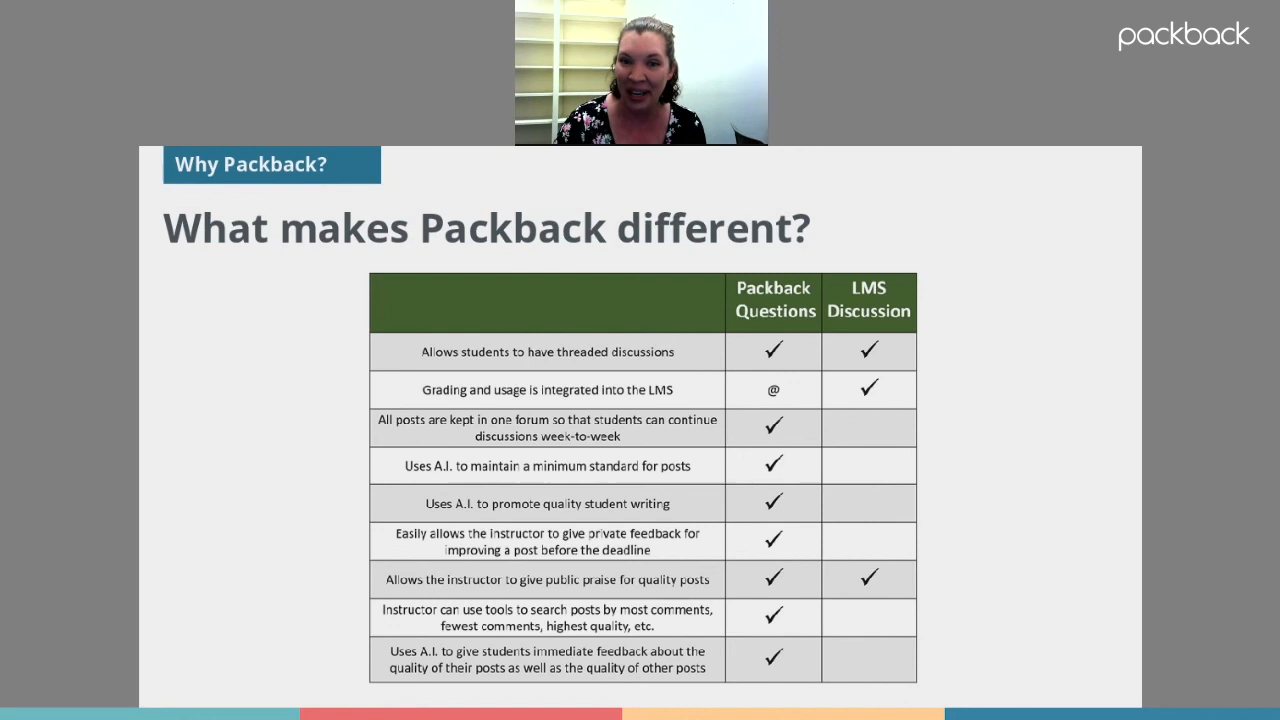 packback
Why Packback?
What makes Packback different?
Packback
Questions
LMS
Discussion
Allows students to have threaded discussions ✓ ✓
Grading and usage is integrated into the LMS @ ✓
All posts are kept in one forum so that students can continue
discussions week-to-week ✓
Uses A.I. to maintain a minimum standard for posts ✓
Uses A.I. to promote quality student writing ✓
Easily allows the instructor to give private feedback for
improving a post before the deadline ✓
Allows the instructor to give public praise for quality posts ✓ ✓
Instructor can use tools to search posts by most comments,
fewest comments, highest quality, etc. ✓
Uses A.I. to give students immediate feedback about the
quality of their posts as well as the quality of other posts ✓